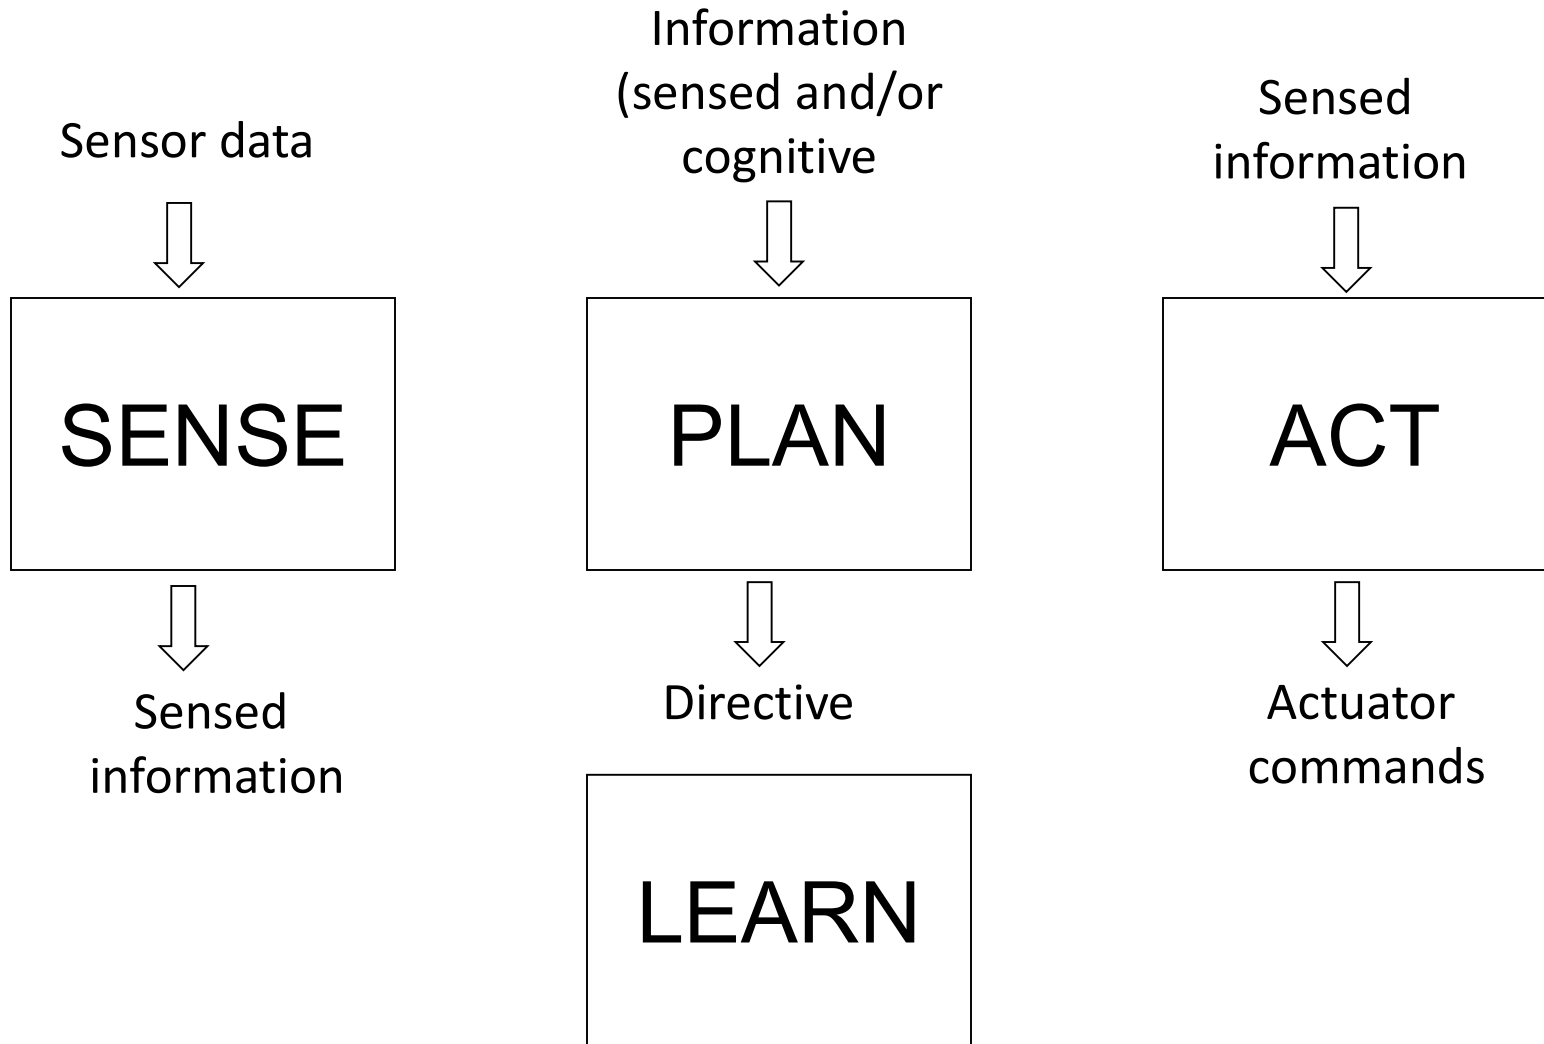 Sensor data
SENSE
Sensed
information
Information
(sensed and/or
cognitive
PLAN
Directive
LEARN
Sensed
information
ACT
Actuator
commands